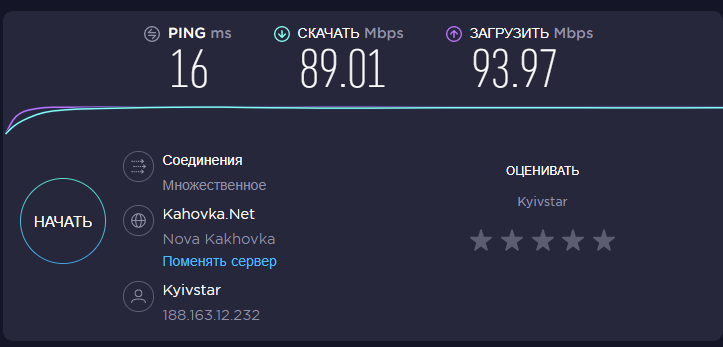 PING ms
16
СКАЧАТЬ Mbps
89.01
ЗАГРУЗИТЬ Mbps
93.97
НАЧАТЬ
Соединения
Множественное
Kahovka.Net
Nova Kakhovka
Поменять сервер
Kyivstar
188.163.12.232
ОЦЕНИВАТЬ
Kyivstar